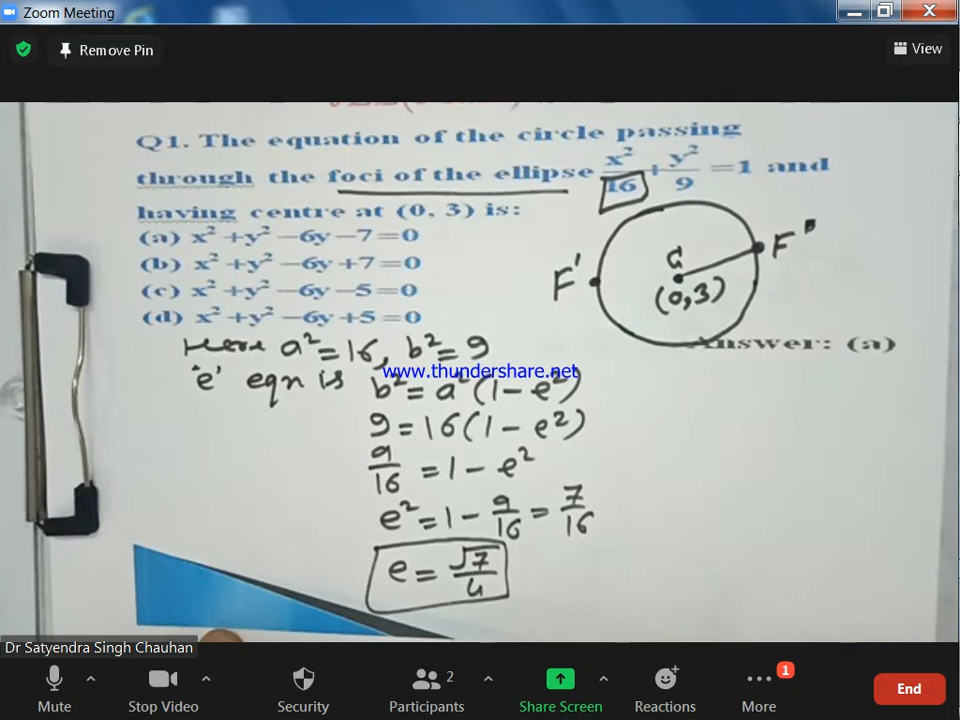 Zoom Meeting
Remove Pin
View
Q1. The equation of the circle passing
through the foci of the ellipse x²/16 + y²/9 = 1 and
having centre at (0, 3) is:
(a) x² + y² − 6y − 7 = 0
(b) x² + y² − 6y + 7 = 0
(c) x² + y² − 6y − 5 = 0
(d) x² + y² − 6y + 5 = 0
F'
F
(0,3)
Answer: (a)
Here a² = 16, b² = 9
www.thundershare.net
'e' eqn is b² = a²(1 − e²)
9 = 16(1 − e²)
9/16 = 1 − e²
e² = 1 − 9/16 = 7/16
e = √7/4
Dr Satyendra Singh Chauhan
Mute
Stop Video
Security
Participants 2
Share Screen
Reactions
More 1
End